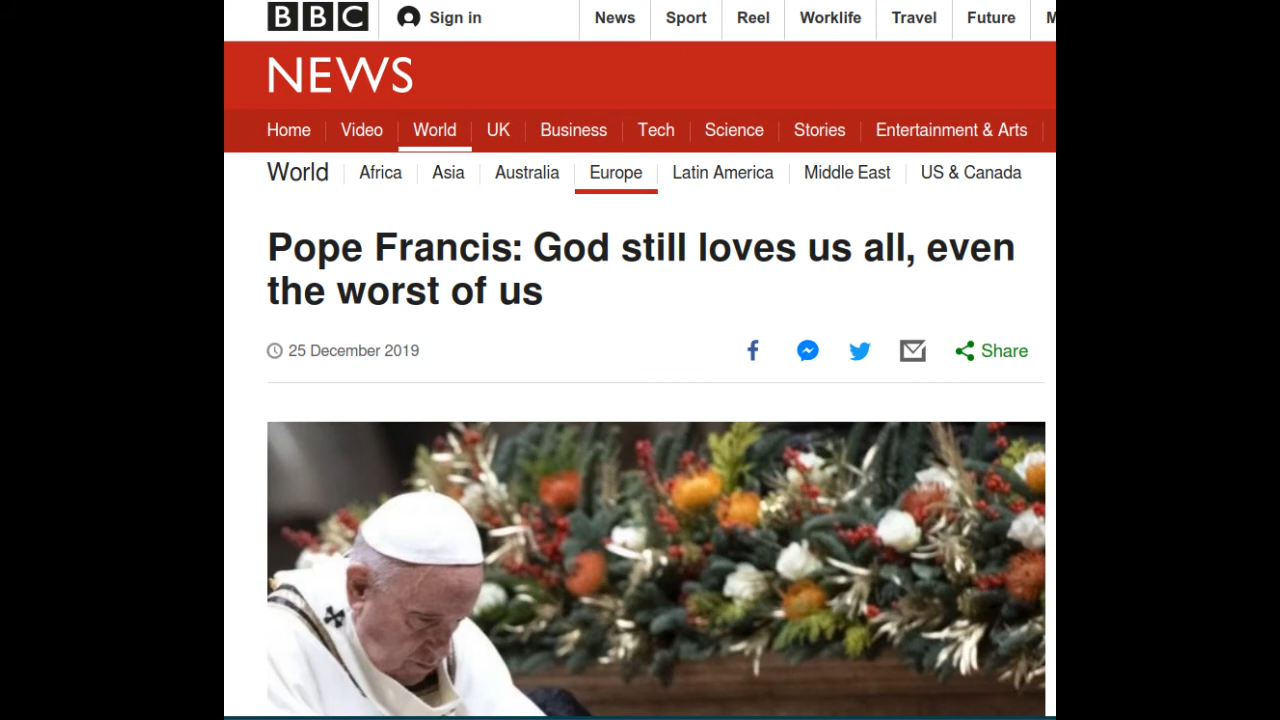 BBC Sign in News Sport Reel Worklife Travel Future M
NEWS
Home Video World UK Business Tech Science Stories Entertainment & Arts
World Africa Asia Australia Europe Latin America Middle East US & Canada
Pope Francis: God still loves us all, even
the worst of us
25 December 2019 Share